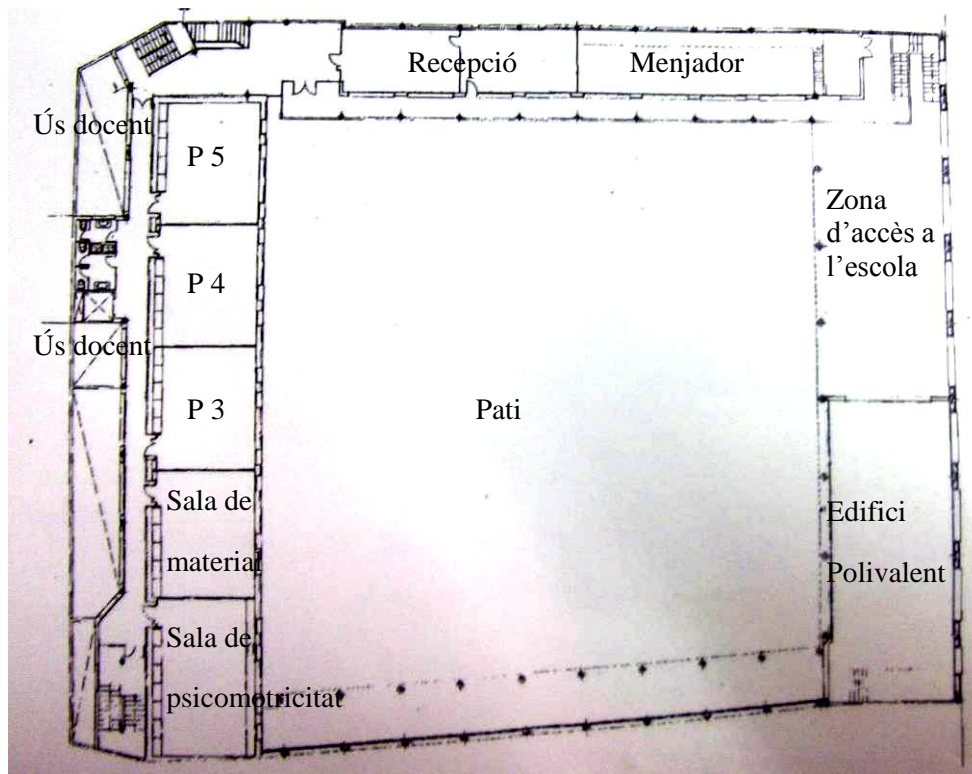 Recepció
Menjador
Ús docent
P 5
Zona
d'accès a
l'escola
P 4
Ús docent
P 3
Pati
Sala de
material
Edifici
Polivalent
Sala de
psicomotricitat